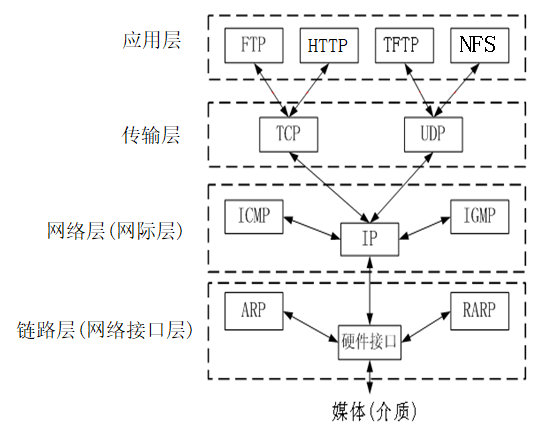 应用层 FTP HTTP TFTP NFS
传输层 TCP UDP
ICMP IGMP
网络层(网际层) IP
ARP RARP
链路层(网络接口层) 硬件接口
媒体(介质)